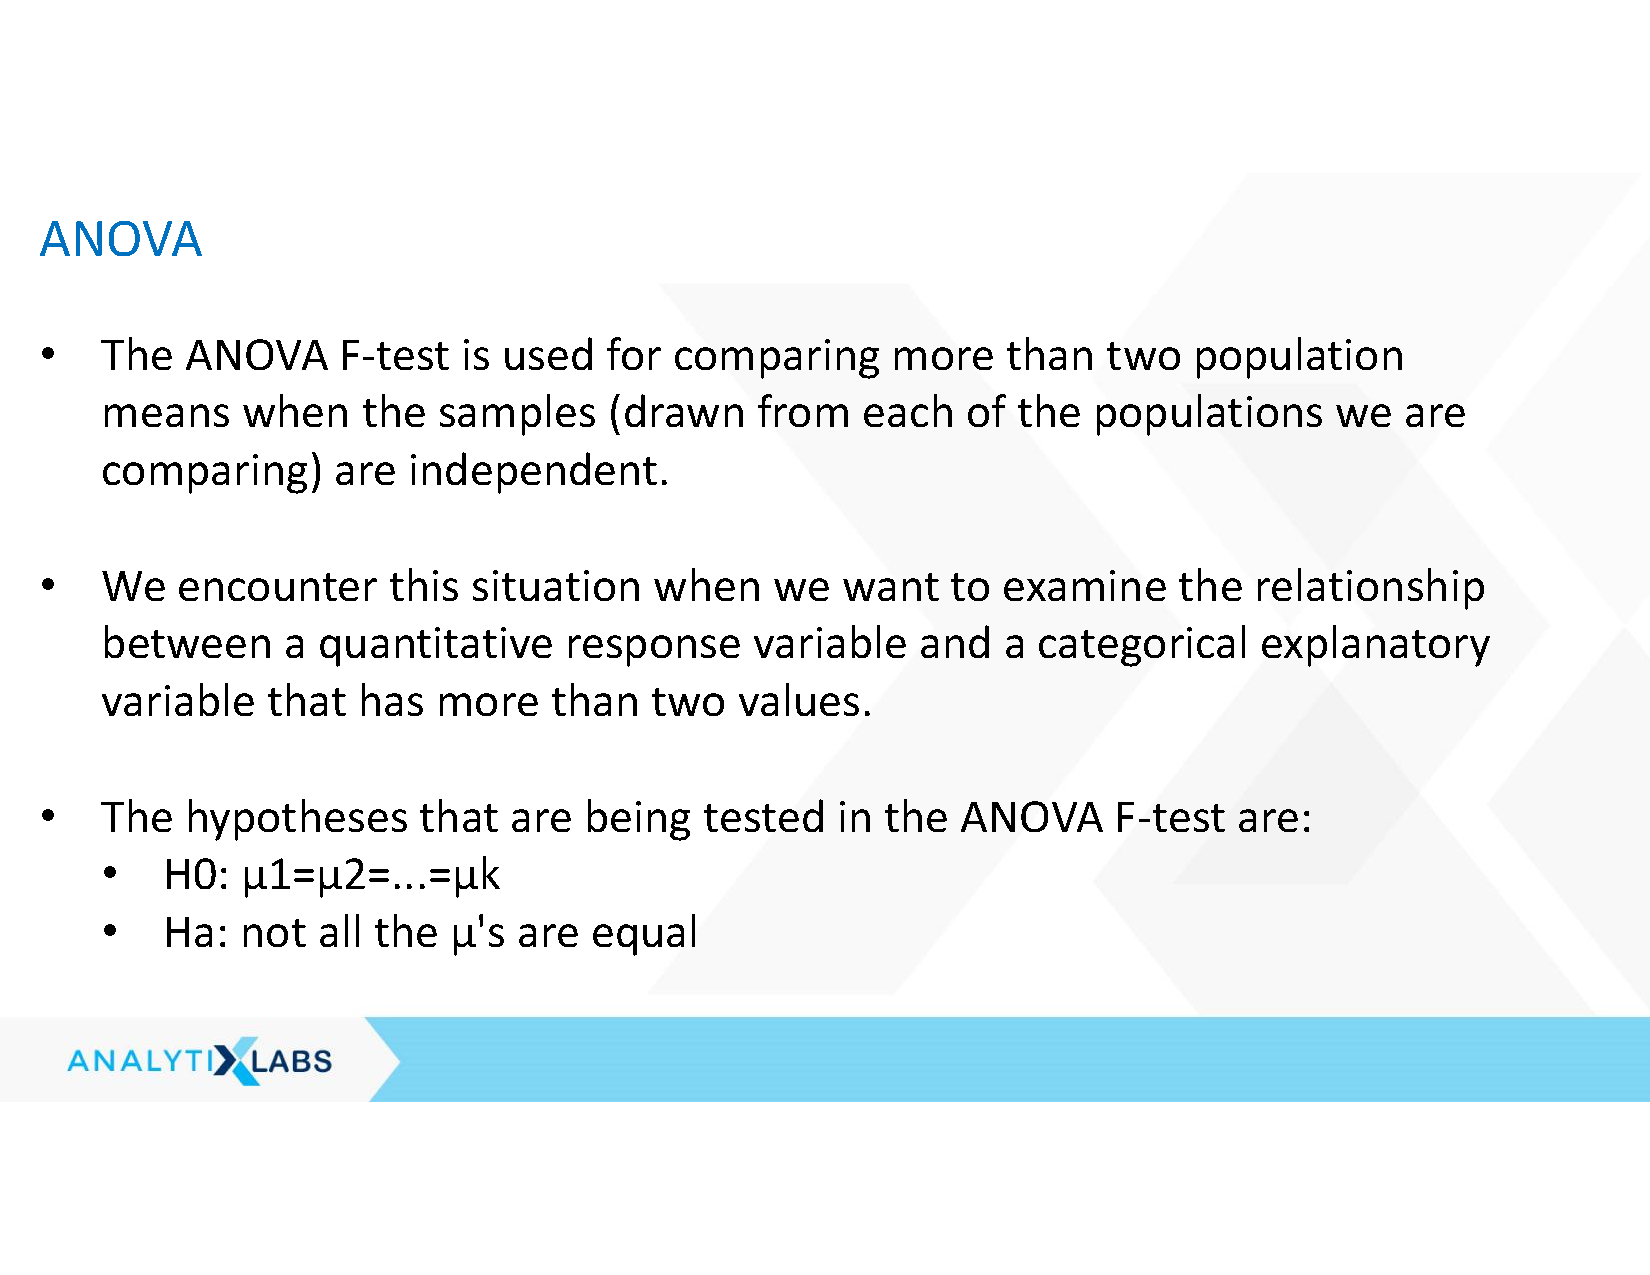 ANOVA
• The ANOVA F-test is used for comparing more than two population
means when the samples (drawn from each of the populations we are
comparing) are independent.
• We encounter this situation when we want to examine the relationship
between a quantitative response variable and a categorical explanatory
variable that has more than two values.
• The hypotheses that are being tested in the ANOVA F-test are:
• H0: μ1=μ2=...=μk
• Ha: not all the μ's are equal
ANALYTIXLABS